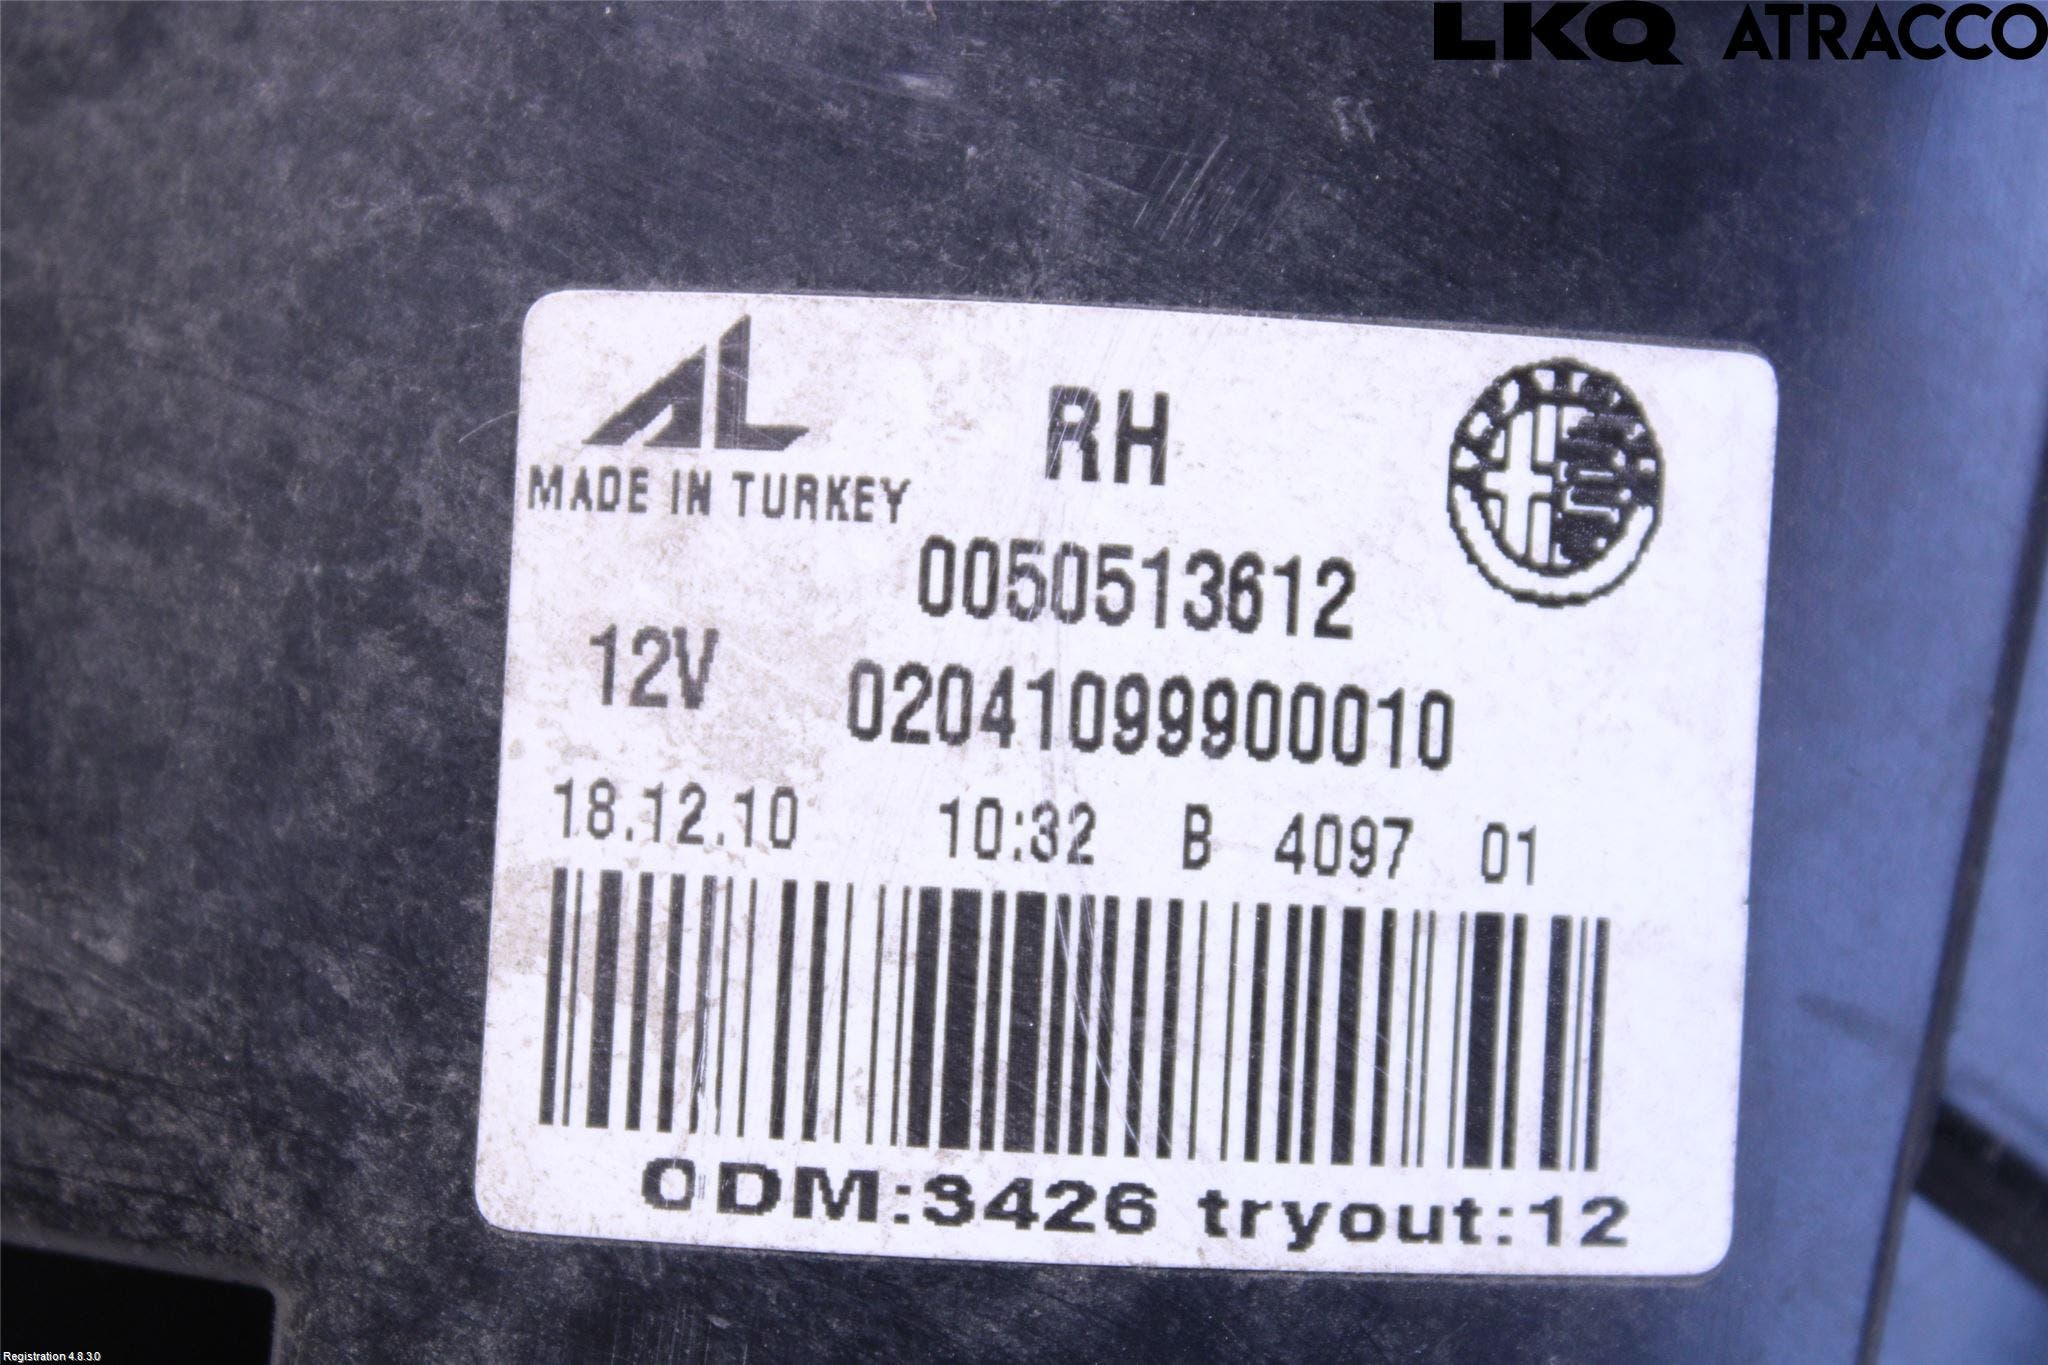 LKQ ATRACCO
AL
RH
MADE IN TURKEY
0050513612
12V
02041099900010
18.12.10 10:32 B 4097 01
ODM:3426 tryout:12
Registration 4.8.3.0